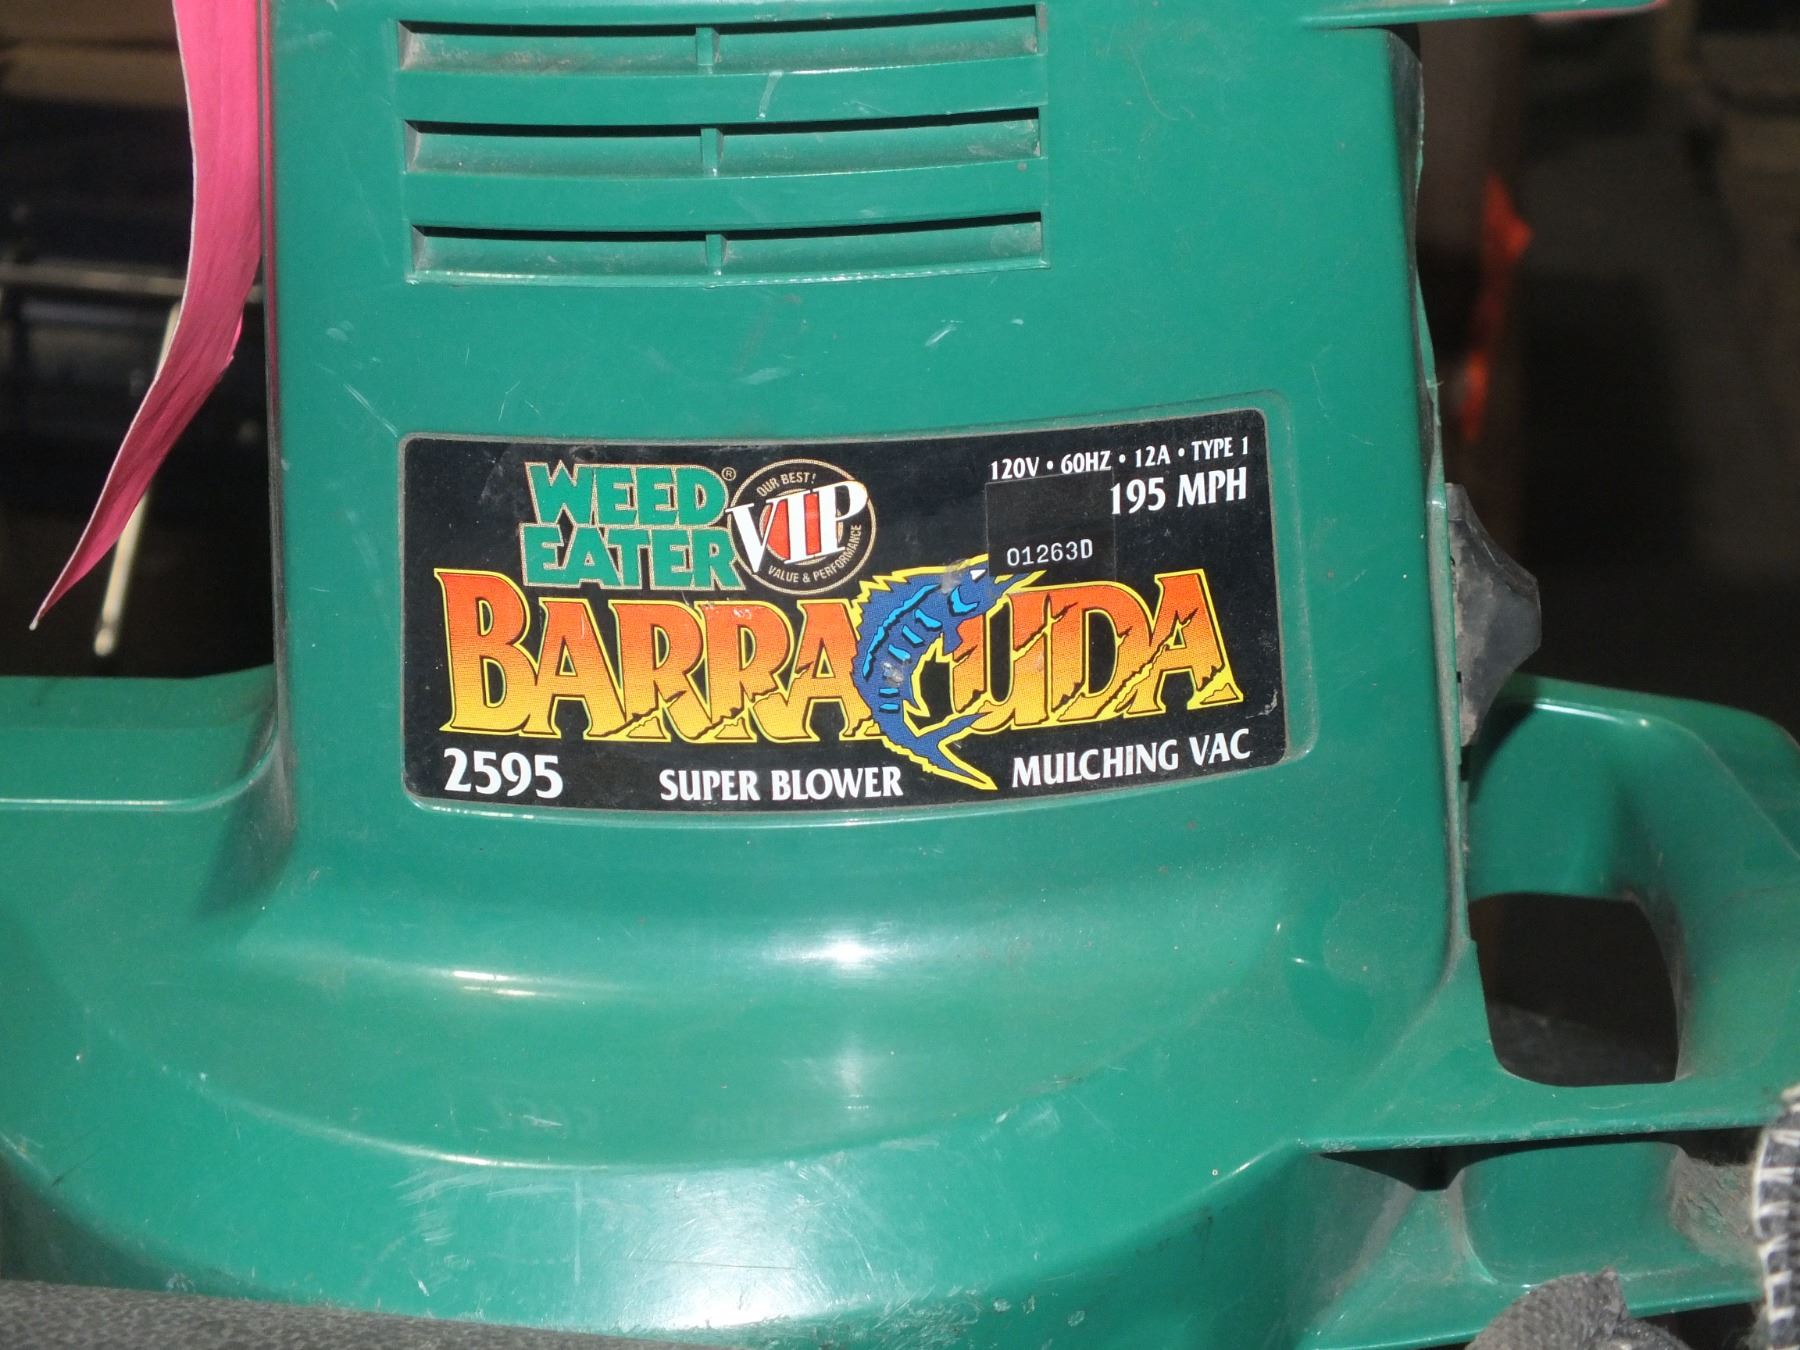 WEED EATER®
OUR BEST!
VIP
VALUE & PERFORMANCE
120V • 60HZ • 12A • TYPE 1
195 MPH
01263D
BARRACUDA
2595
SUPER BLOWER
MULCHING VAC